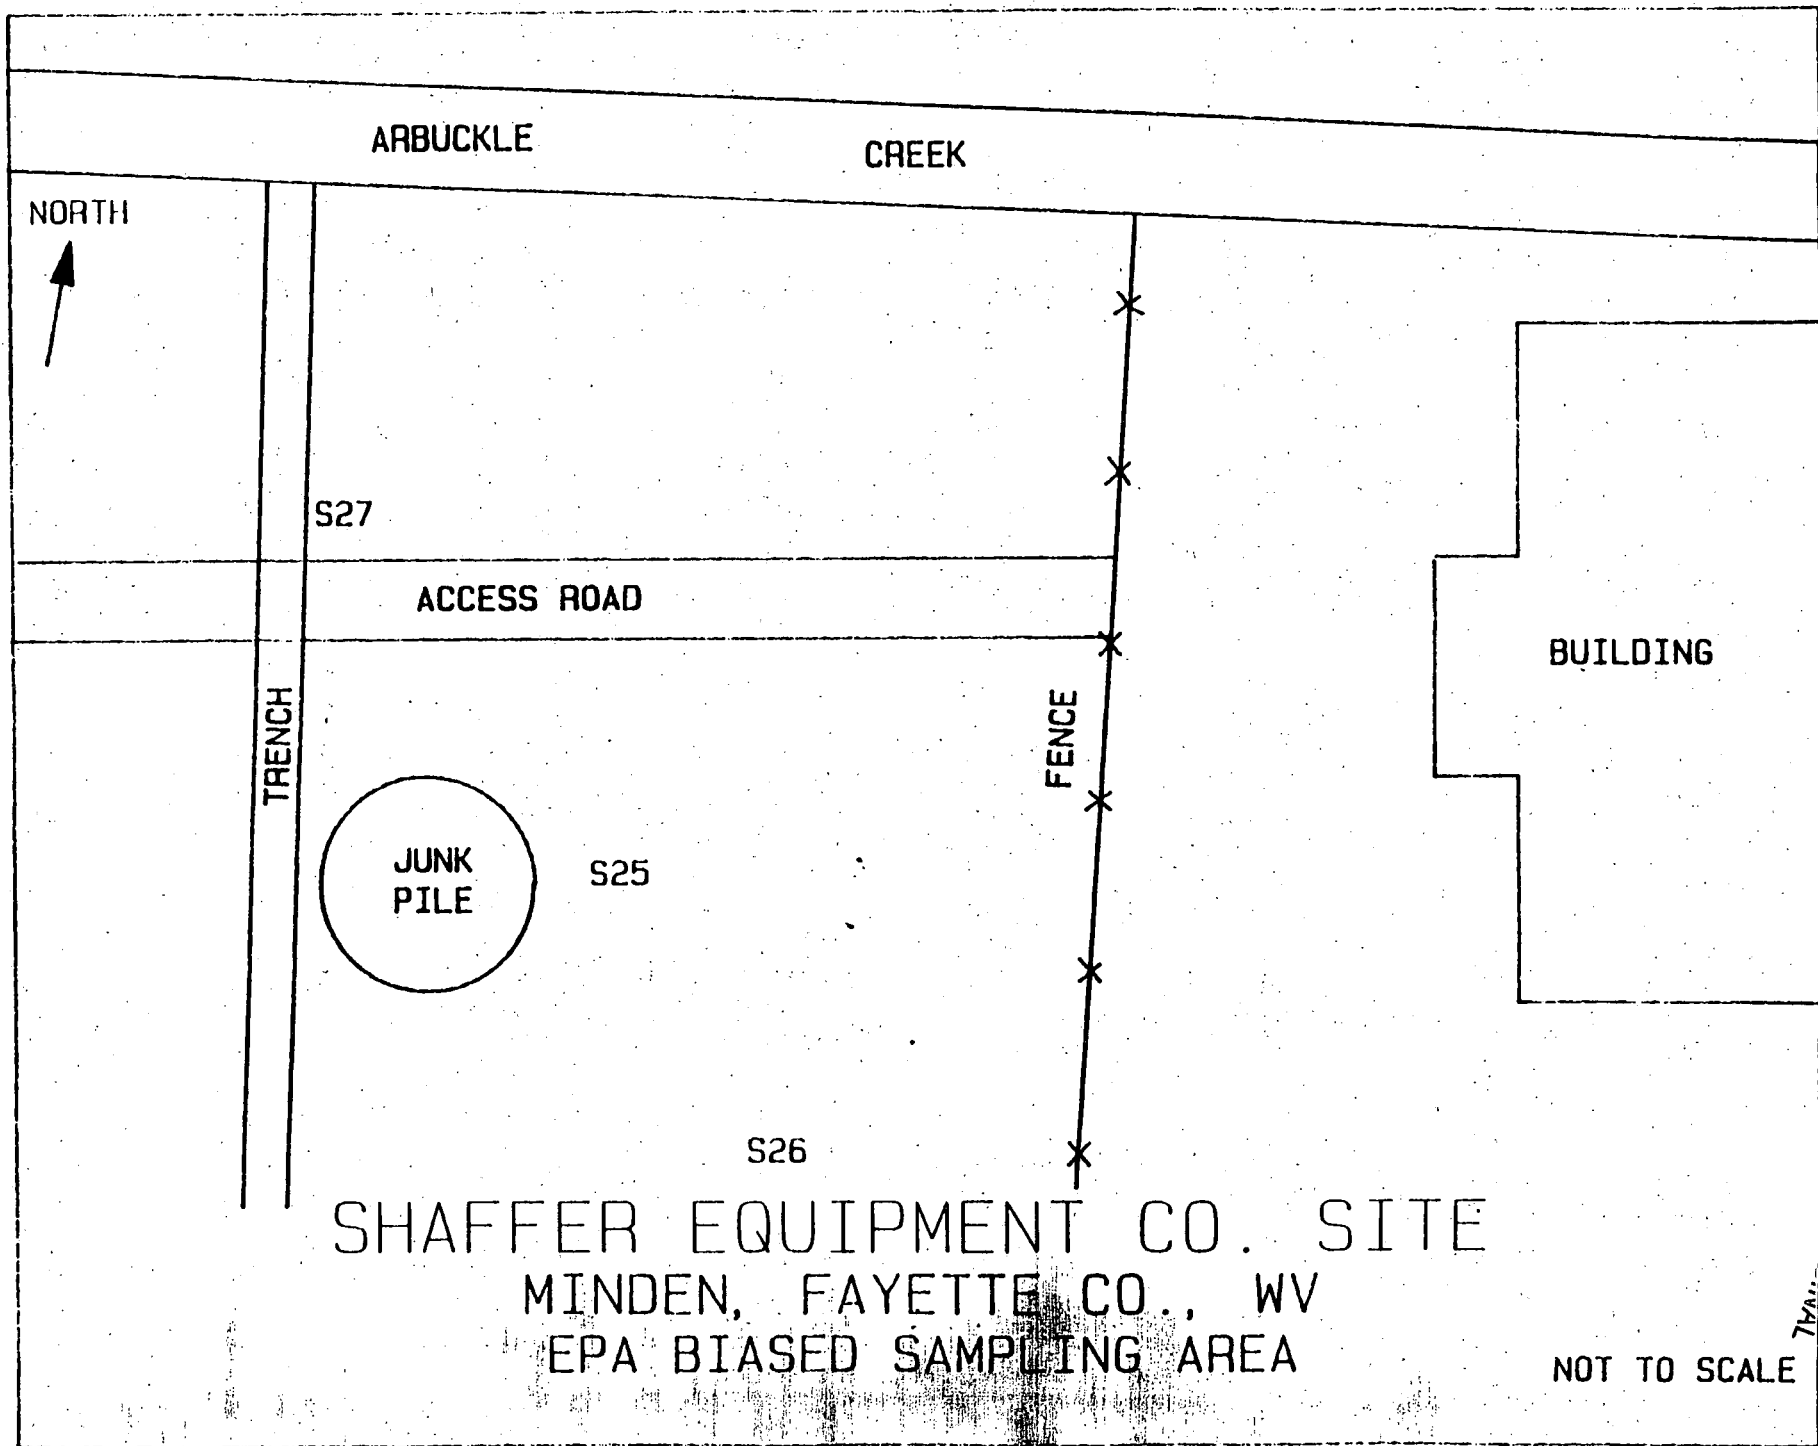 ARBUCKLE CREEK
NORTH
S27
ACCESS ROAD
TRENCH
FENCE
BUILDING
JUNK
PILE
S25
S26
SHAFFER EQUIPMENT CO. SITE
MINDEN, FAYETTE CO., WV
EPA BIASED SAMPLING AREA
NOT TO SCALE